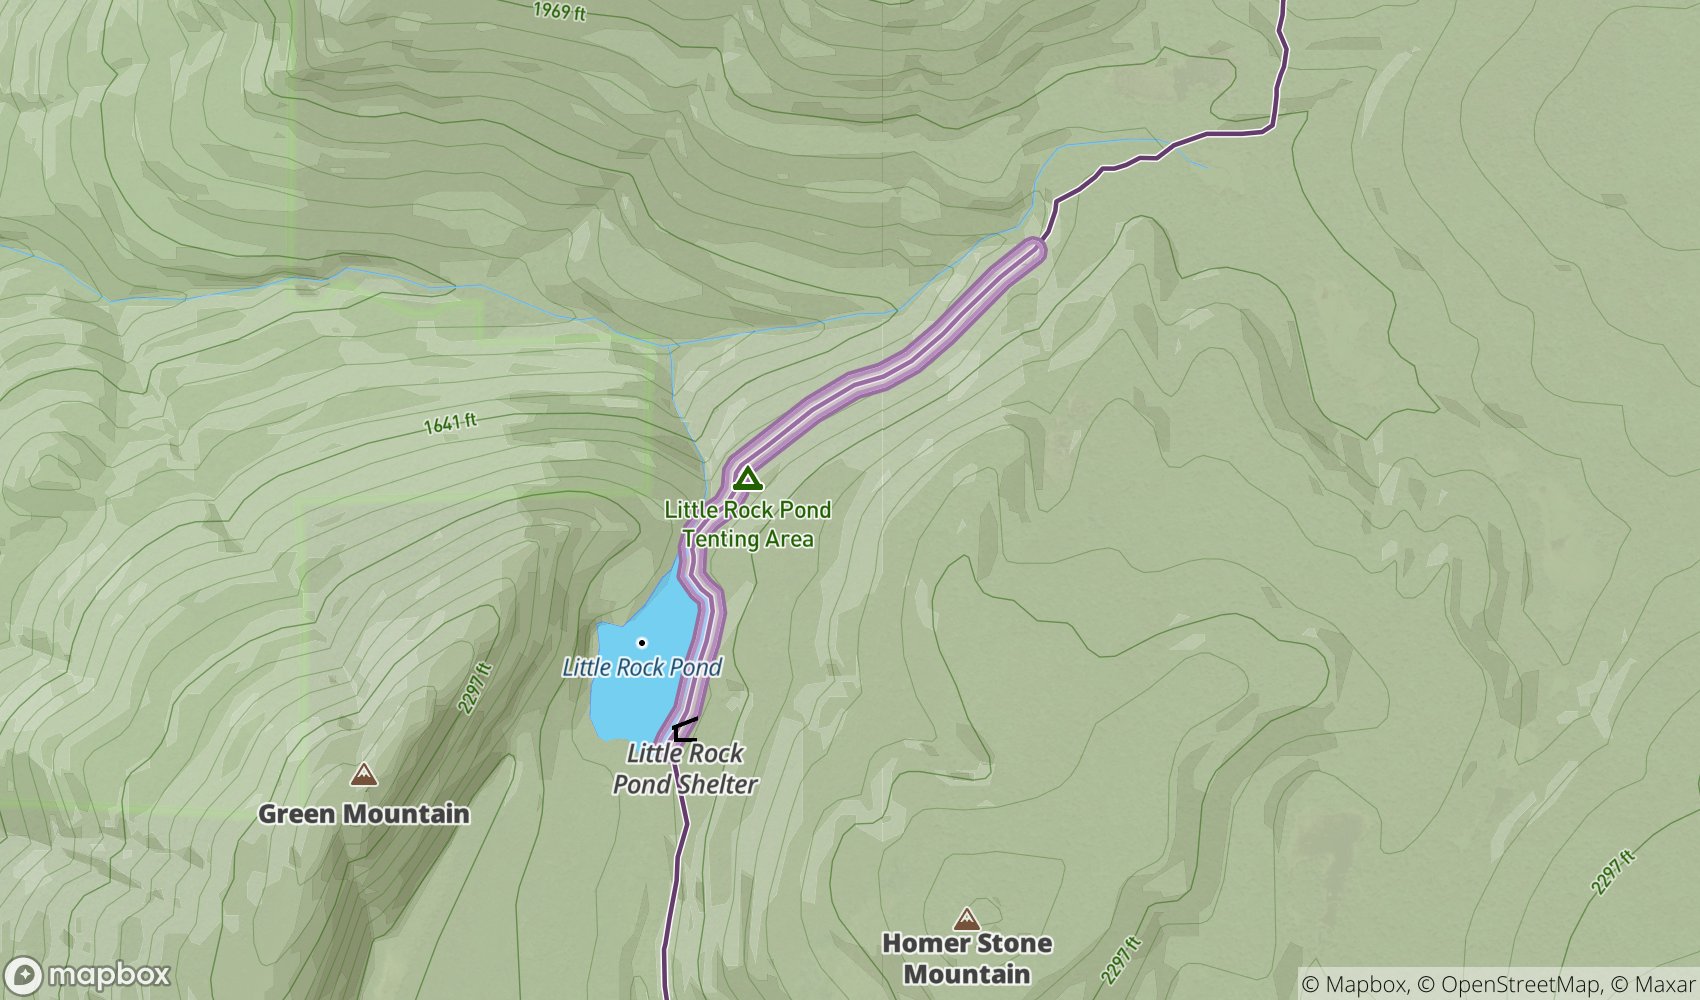 1969 ft
1641 ft
Little Rock Pond
Tenting Area
Little Rock Pond
2297 ft
Little Rock
Pond Shelter
Green Mountain
2297 ft
Homer Stone
Mountain
2297 ft
mapbox
© Mapbox, © OpenStreetMap, © Maxar